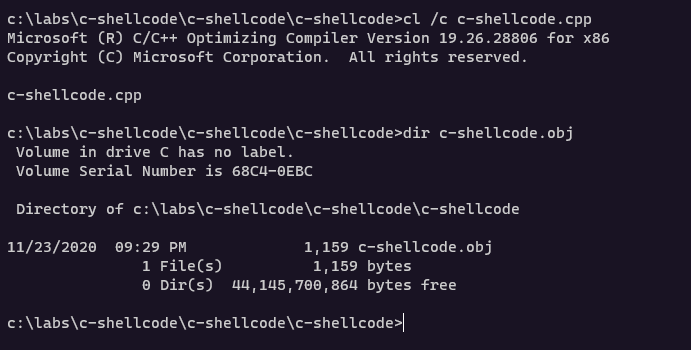 c:\labs\c-shellcode\c-shellcode\c-shellcode>cl /c c-shellcode.cpp
Microsoft (R) C/C++ Optimizing Compiler Version 19.26.28806 for x86
Copyright (C) Microsoft Corporation.  All rights reserved.

c-shellcode.cpp

c:\labs\c-shellcode\c-shellcode\c-shellcode>dir c-shellcode.obj
 Volume in drive C has no label.
 Volume Serial Number is 68C4-0EBC

 Directory of c:\labs\c-shellcode\c-shellcode\c-shellcode

11/23/2020  09:29 PM             1,159 c-shellcode.obj
               1 File(s)          1,159 bytes
               0 Dir(s)  44,145,700,864 bytes free

c:\labs\c-shellcode\c-shellcode\c-shellcode>